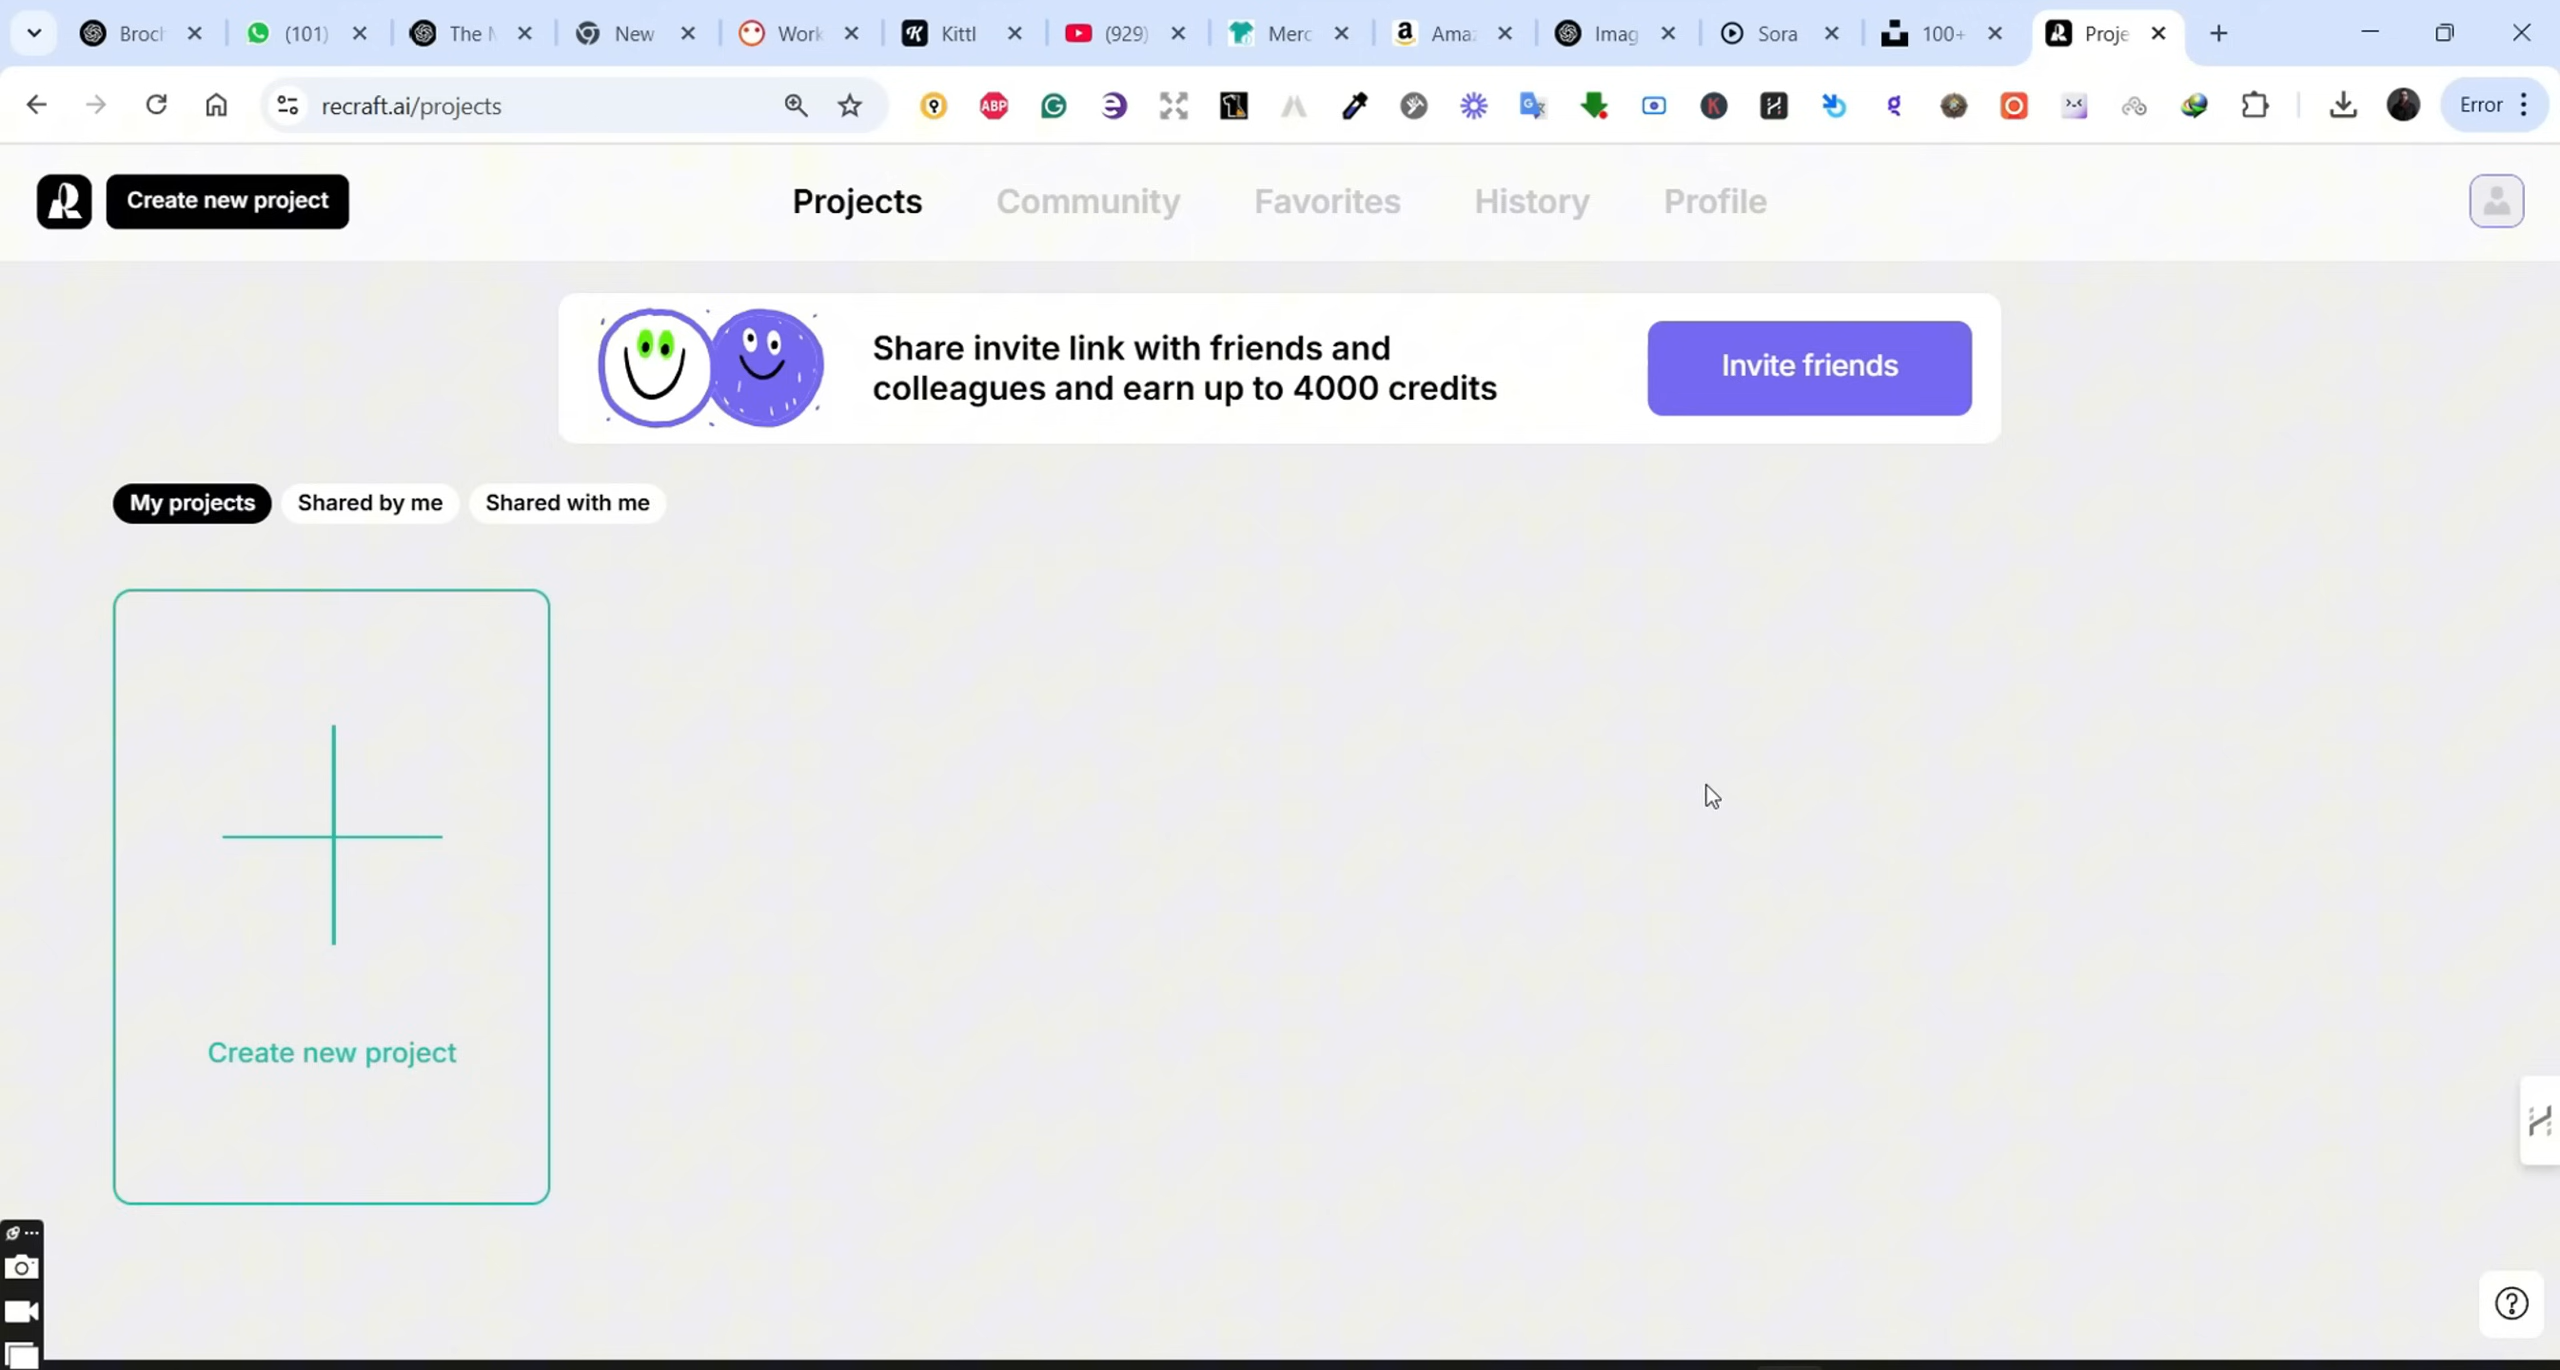 Broc
(101)
The
New
Work
Kittl
(929)
Merc
Ama
Imag
Sora
100+
Proje
recraft.ai/projects
ABP
Error
Create new project
Projects
Community
Favorites
History
Profile
Share invite link with friends and
colleagues and earn up to 4000 credits
Invite friends
My projects
Shared by me
Shared with me
Create new project